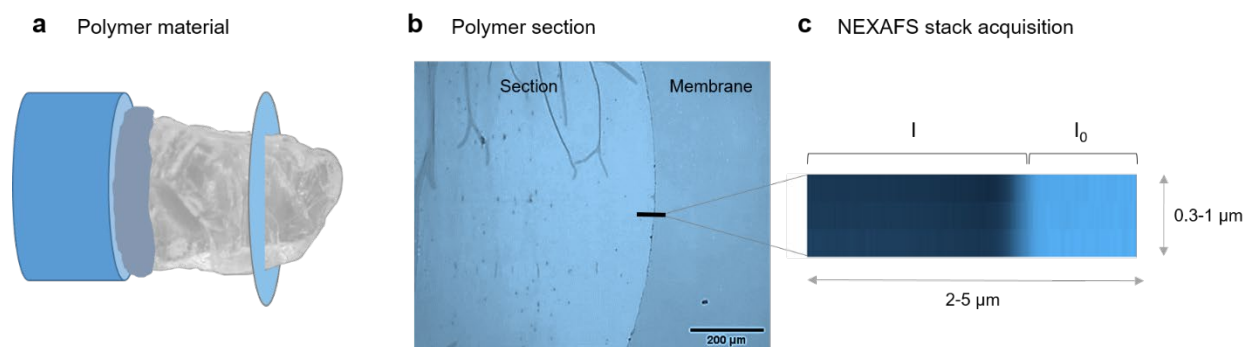 a Polymer material
b Polymer section
c NEXAFS stack acquisition
Section
Membrane
200 µm
I
I₀
0.3-1 µm
2-5 µm